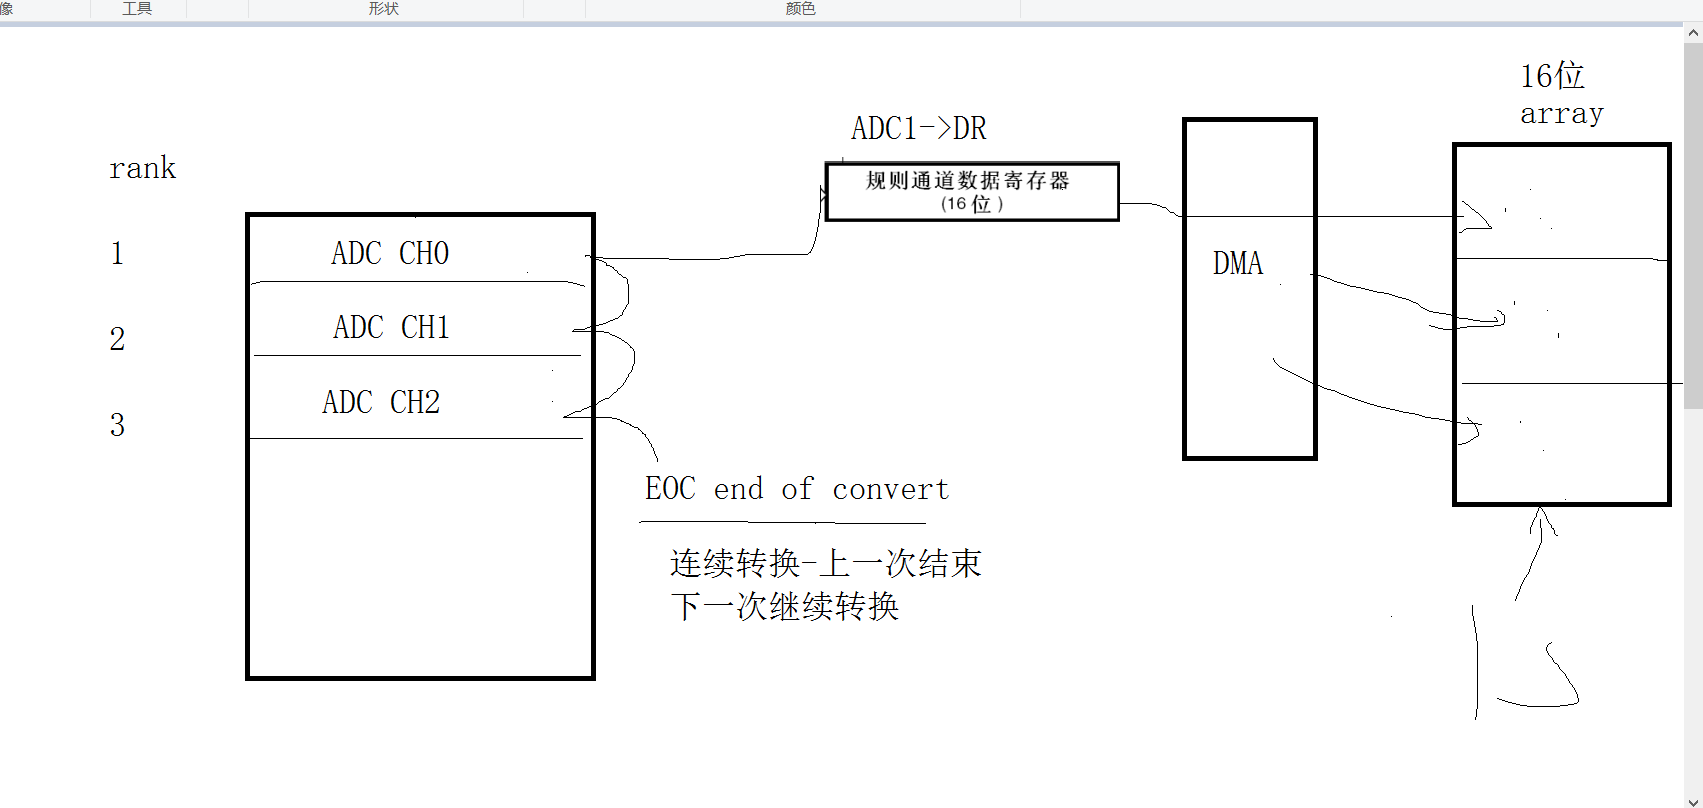 像
工具
形状
颜色
16位
array
ADC1->DR
rank
规则通道数据寄存器
(16 位 )
1
ADC CH0
DMA
2
ADC CH1
3
ADC CH2
EOC end of convert
连续转换-上一次结束
下一次继续转换